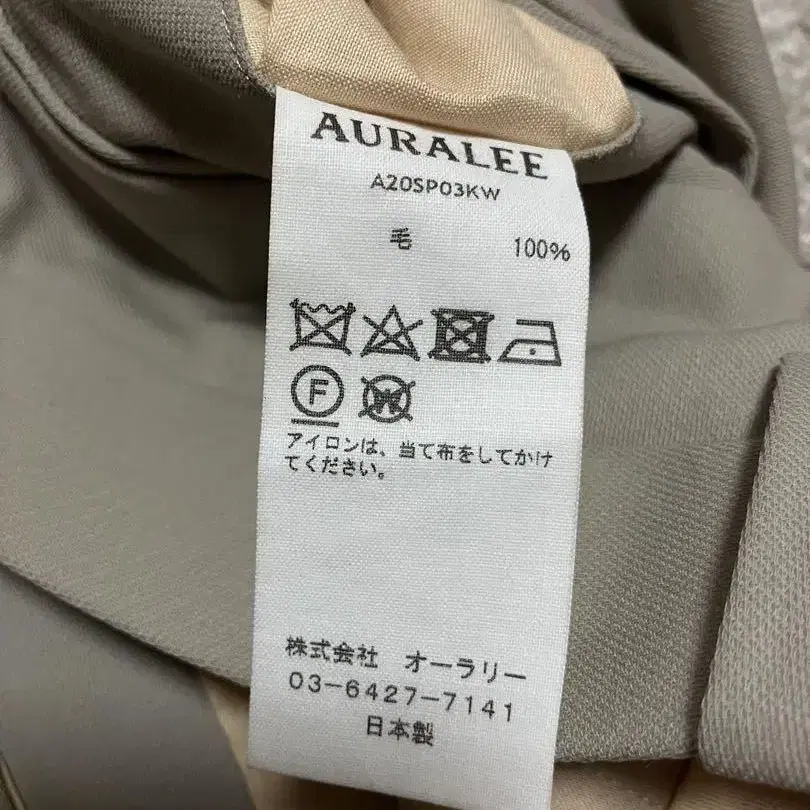 AURALEE
A20SP03KW
毛 100%
F W
アイロンは、当て布をしてかけ
てください。
株式会社 オーラリー
03-6427-7141
日本製